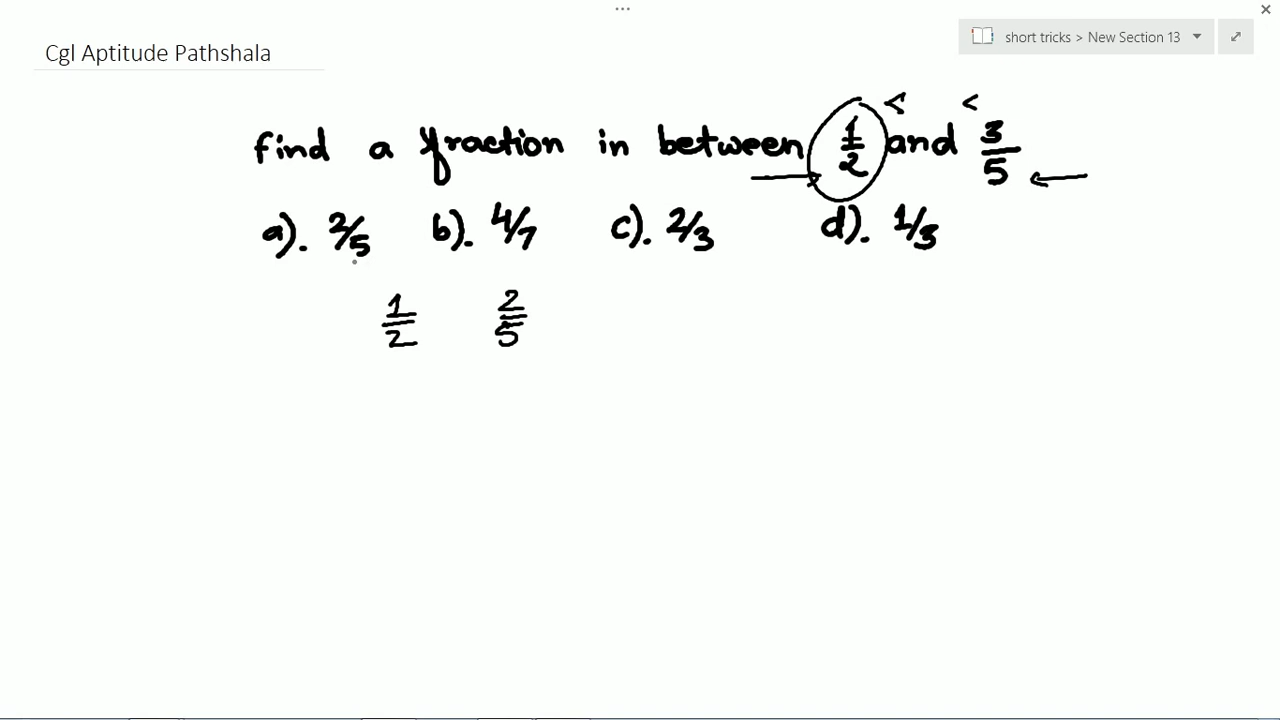 ...
short tricks > New Section 13
Cgl Aptitude Pathshala
< <
find a fraction in between 1/2 and 3/5
a). 2/5 b). 4/7 c). 2/3 d). 1/3
1/2 2/5